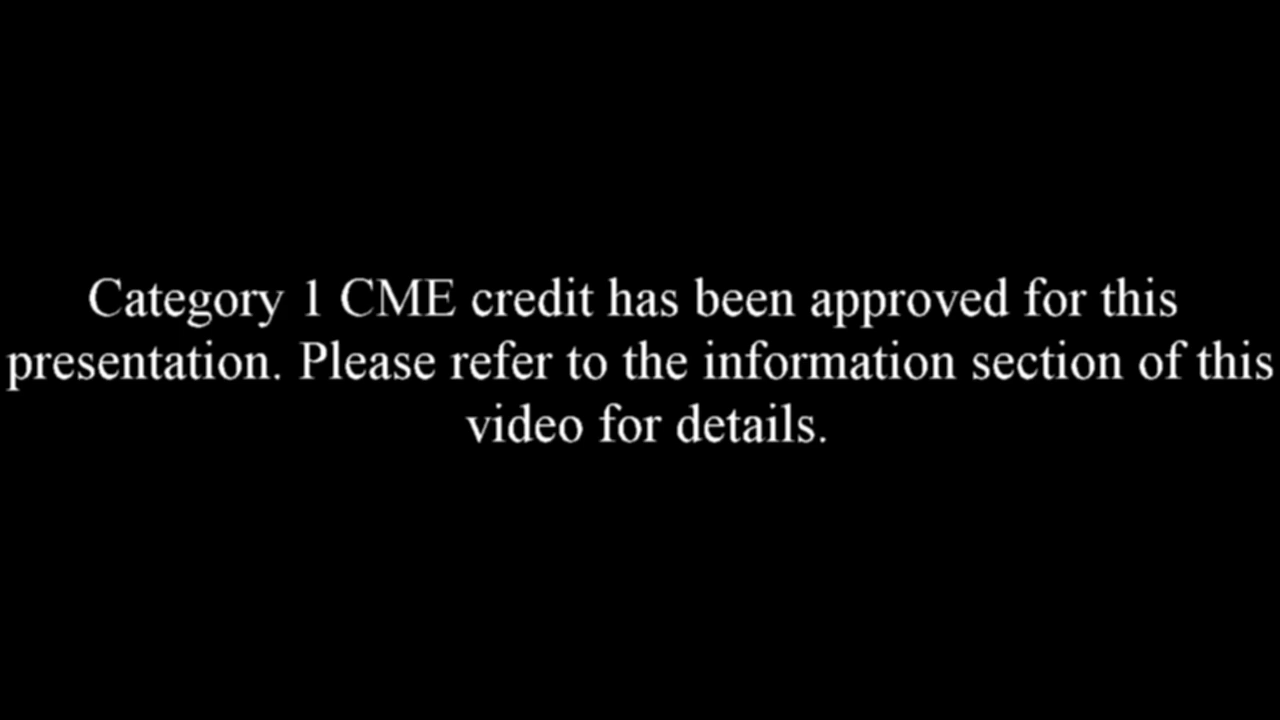 Category 1 CME credit has been approved for this
presentation. Please refer to the information section of this
video for details.